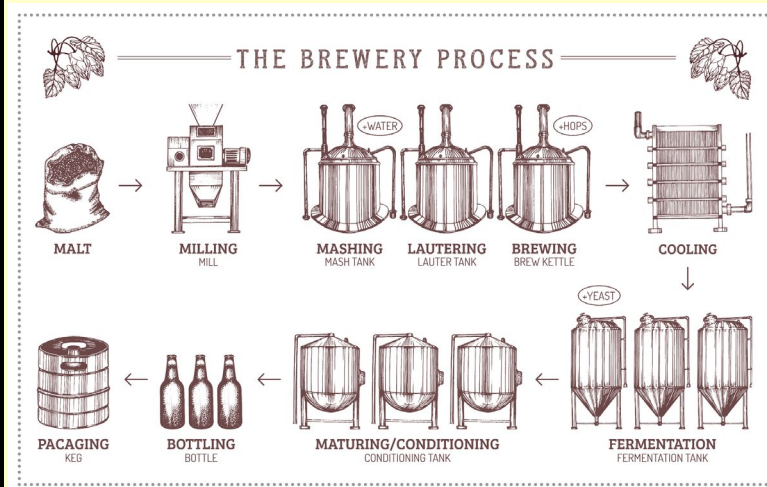 THE BREWERY PROCESS
+WATER
+HOPS
MALT
MILLING
MILL
MASHING
MASH TANK
LAUTERING
LAUTER TANK
BREWING
BREW KETTLE
COOLING
+YEAST
PACAGING
KEG
BOTTLING
BOTTLE
MATURING/CONDITIONING
CONDITIONING TANK
FERMENTATION
FERMENTATION TANK